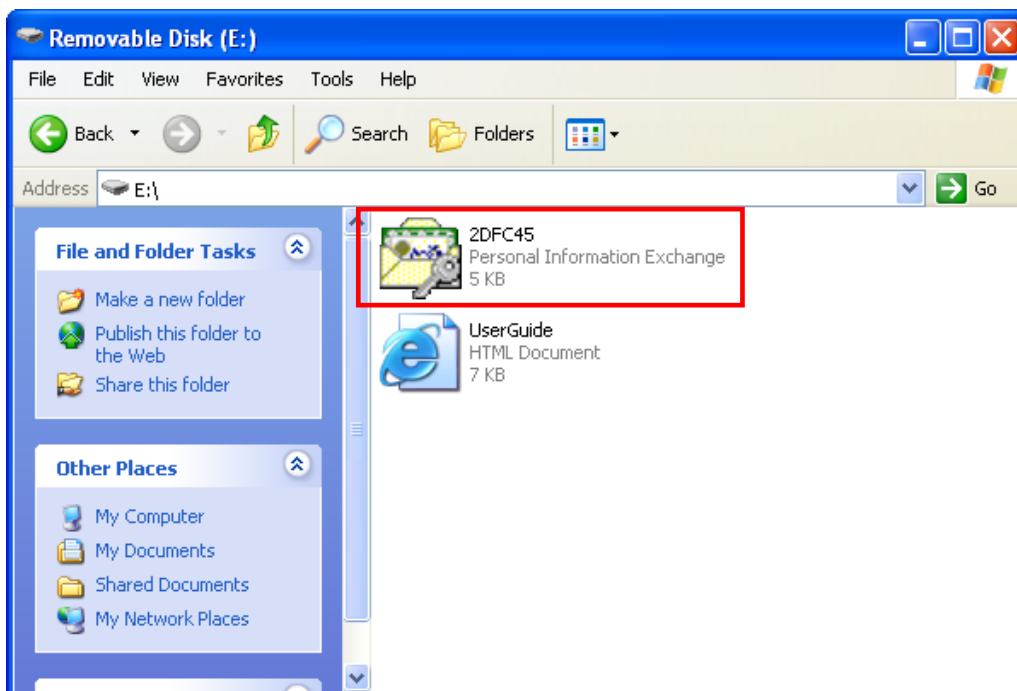 Removable Disk (E:)
File Edit View Favorites Tools Help
Back Search Folders
Address E:\ Go
File and Folder Tasks
Make a new folder
Publish this folder to
the Web
Share this folder
Other Places
My Computer
My Documents
Shared Documents
My Network Places
2DFC45
Personal Information Exchange
5 KB
UserGuide
HTML Document
7 KB